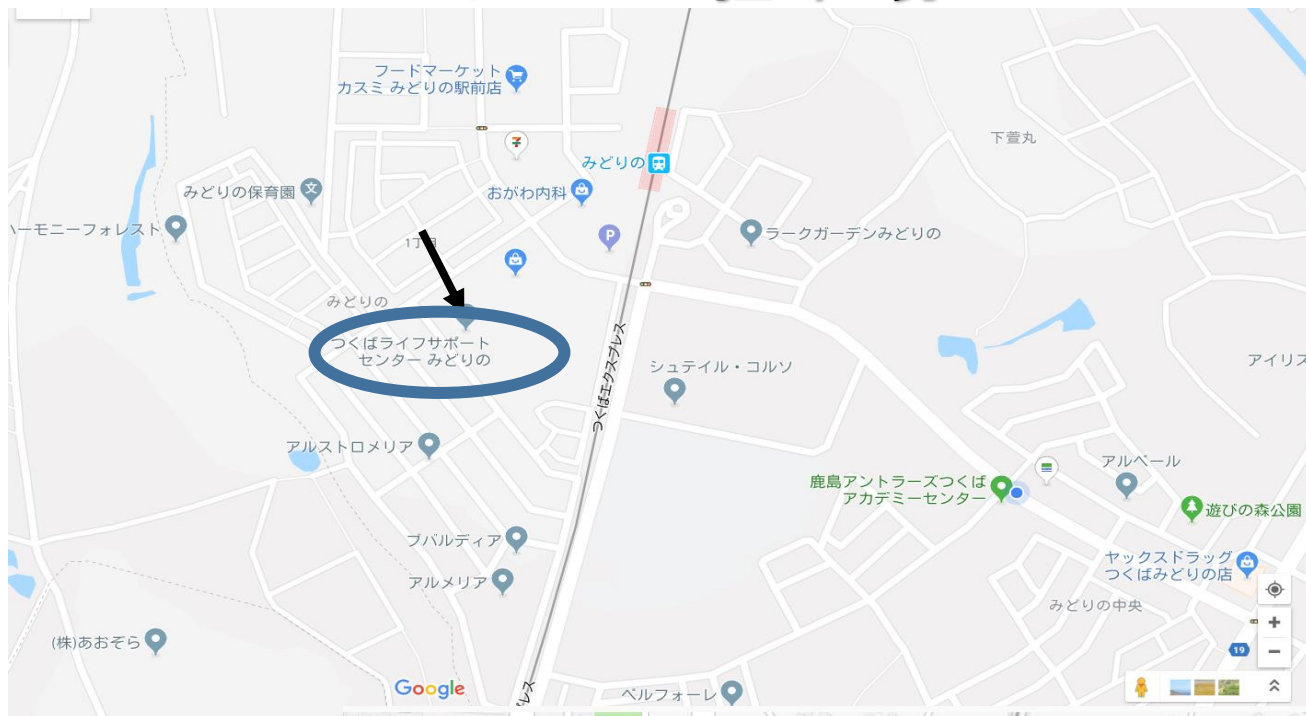 フードマーケット
カスミ みどりの駅前店
みどりの
下萱丸
みどりの保育園
おがわ内科
ハーモニーフォレスト
P
ラークガーデンみどりの
1丁目
みどりの
つくばライフサポート
センター みどりの
つくばエクスプレス
シュテイル・コルソ
アイリス
アルストロメリア
アルベール
鹿島アントラーズつくば
アカデミーセンター
遊びの森公園
ブバルディア
ヤックスドラッグ
つくばみどりの店
アルメリア
みどりの中央
(株)あおぞら
19
Google
プレス
ベルフォーレ